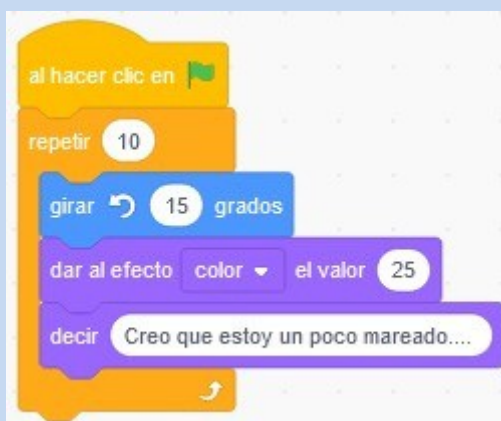 al hacer clic en
repetir 10
girar 15 grados
dar al efecto color el valor 25
decir Creo que estoy un poco mareado....